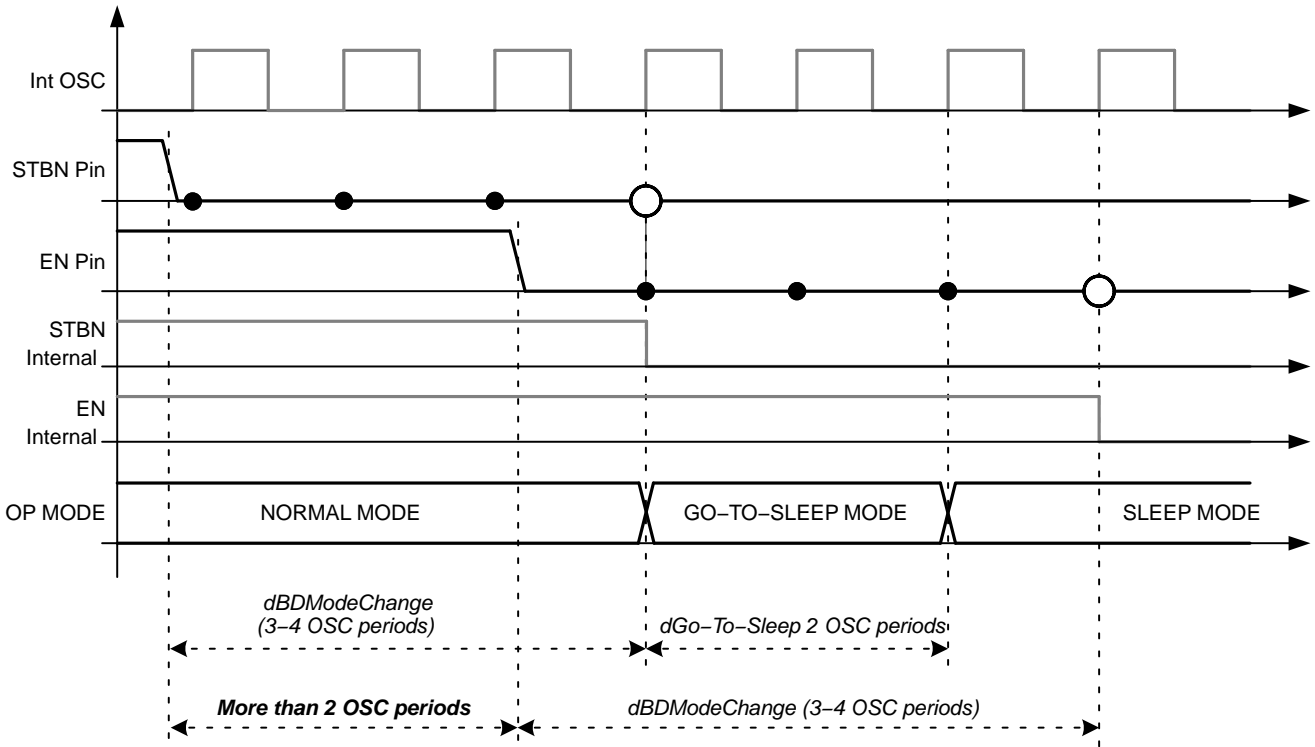 Int OSC
STBN Pin
EN Pin
STBN
Internal
EN
Internal
OP MODE
NORMAL MODE
GO−TO−SLEEP MODE
SLEEP MODE
dBDModeChange
(3−4 OSC periods)
dGo−To−Sleep 2 OSC periods
More than 2 OSC periods
dBDModeChange (3−4 OSC periods)